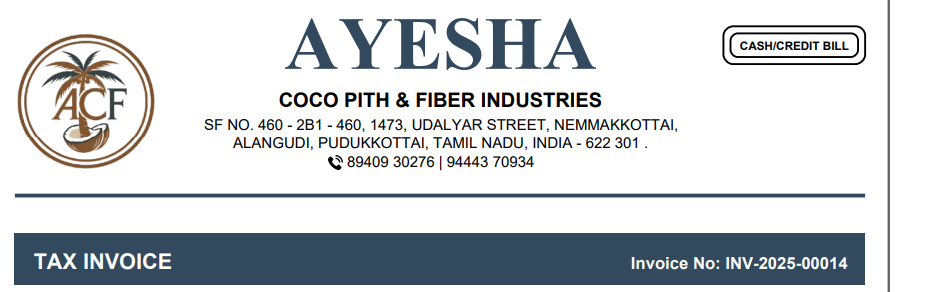 AYESHA
CASH/CREDIT BILL
ACF
COCO PITH & FIBER INDUSTRIES
SF NO. 460 - 2B1 - 460, 1473, UDALYAR STREET, NEMMAKKOTTAI,
ALANGUDI, PUDUKKOTTAI, TAMIL NADU, INDIA - 622 301 .
89409 30276 | 94443 70934
TAX INVOICE
Invoice No: INV-2025-00014